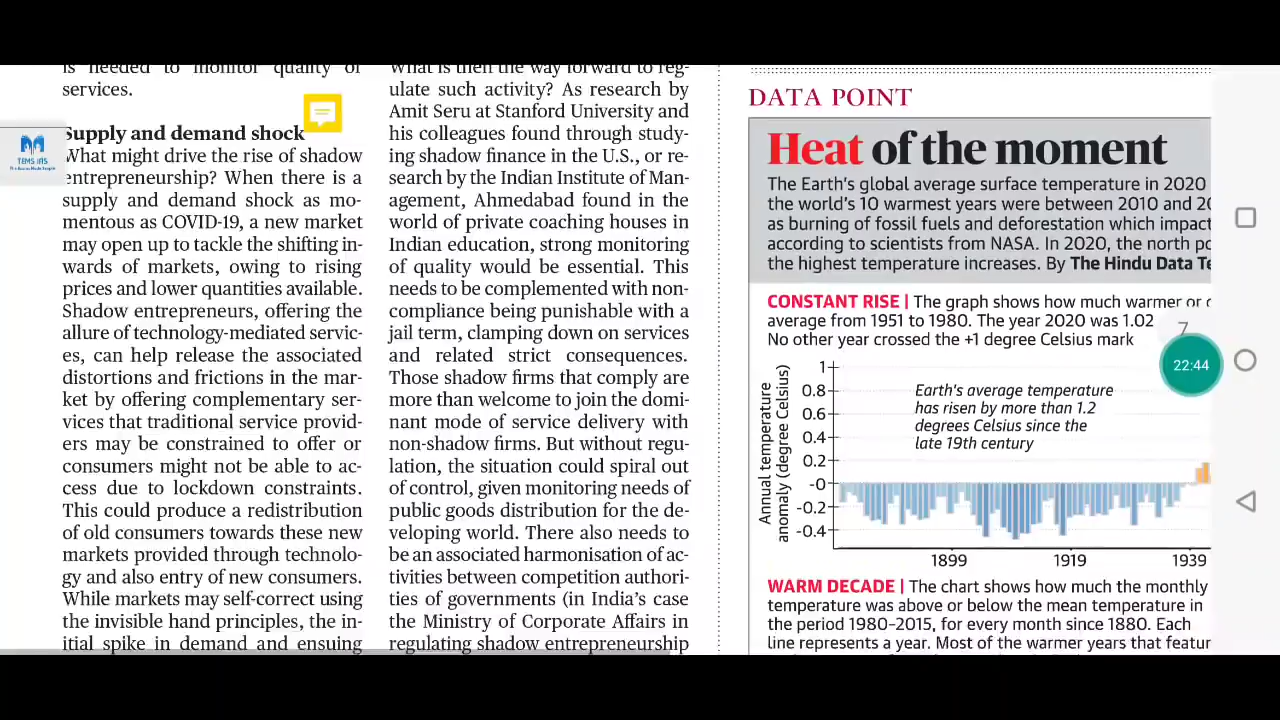 is needed to monitor quality of
services.
Supply and demand shock
What might drive the rise of shadow
entrepreneurship? When there is a
supply and demand shock as mo-
mentous as COVID-19, a new market
may open up to tackle the shifting in-
wards of markets, owing to rising
prices and lower quantities available.
Shadow entrepreneurs, offering the
allure of technology-mediated servic-
es, can help release the associated
distortions and frictions in the mar-
ket by offering complementary ser-
vices that traditional service provid-
ers may be constrained to offer or
consumers might not be able to ac-
cess due to lockdown constraints.
This could produce a redistribution
of old consumers towards these new
markets provided through technolo-
gy and also entry of new consumers.
While markets may self-correct using
the invisible hand principles, the in-
itial spike in demand and ensuing
What is then the way forward to reg-
ulate such activity? As research by
Amit Seru at Stanford University and
his colleagues found through study-
ing shadow finance in the U.S., or re-
search by the Indian Institute of Man-
agement, Ahmedabad found in the
world of private coaching houses in
Indian education, strong monitoring
of quality would be essential. This
needs to be complemented with non-
compliance being punishable with a
jail term, clamping down on services
and related strict consequences.
Those shadow firms that comply are
more than welcome to join the domi-
nant mode of service delivery with
non-shadow firms. But without regu-
lation, the situation could spiral out
of control, given monitoring needs of
public goods distribution for the de-
veloping world. There also needs to
be an associated harmonisation of ac-
tivities between competition authori-
ties of governments (in India's case
the Ministry of Corporate Affairs in
regulating shadow entrepreneurship
DATA POINT
Heat of the moment
The Earth's global average surface temperature in 2020
the world's 10 warmest years were between 2010 and 20
as burning of fossil fuels and deforestation which impact
according to scientists from NASA. In 2020, the north po
the highest temperature increases. By The Hindu Data Te
CONSTANT RISE | The graph shows how much warmer or
average from 1951 to 1980. The year 2020 was 1.02
No other year crossed the +1 degree Celsius mark
Annual temperature
anomaly (degree Celsius)
1
0.8
0.6
0.4
0.2
-0
-0.2
-0.4
Earth's average temperature
has risen by more than 1.2
degrees Celsius since the
late 19th century
1899 1919 1939
WARM DECADE | The chart shows how much the monthly
temperature was above or below the mean temperature in
the period 1980-2015, for every month since 1880. Each
line represents a year. Most of the warmer years that featur
22:44
TEMS IAS